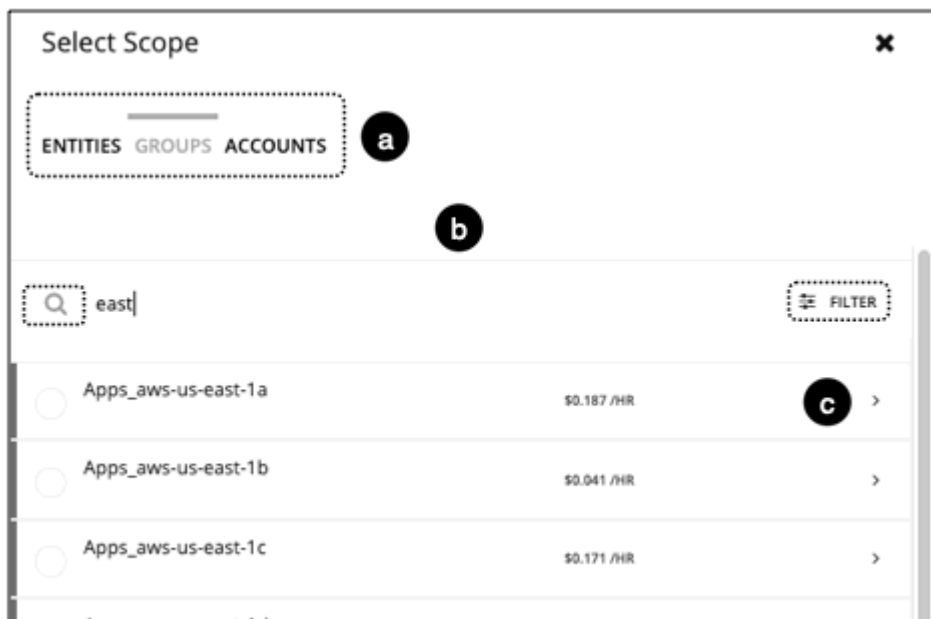 Select Scope
ENTITIES GROUPS ACCOUNTS
a
b
east
FILTER
Apps_aws-us-east-1a
$0.187 /HR
c
Apps_aws-us-east-1b
$0.041 /HR
Apps_aws-us-east-1c
$0.171 /HR